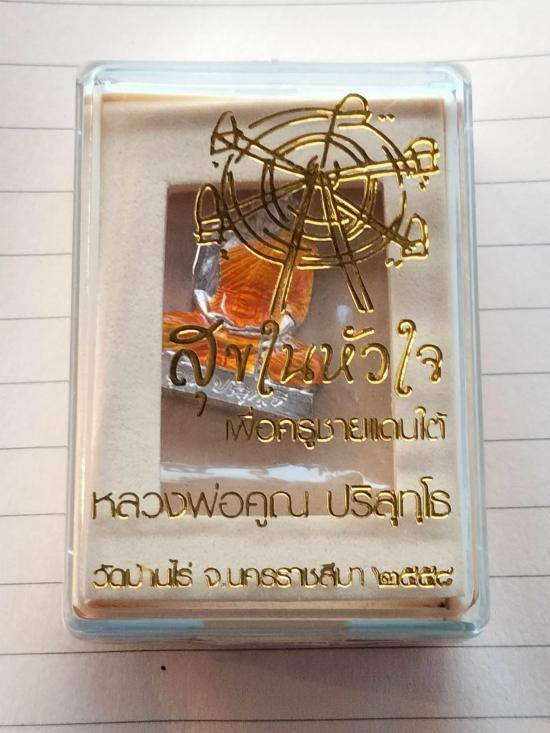 สุขในหัวใจ
เพื่อครูชายแดนใต้
หลวงพ่อคูณ ปริสุทฺโธ
วัดบ้านไร่ จ.นครราชสีมา ๒๕๕๘